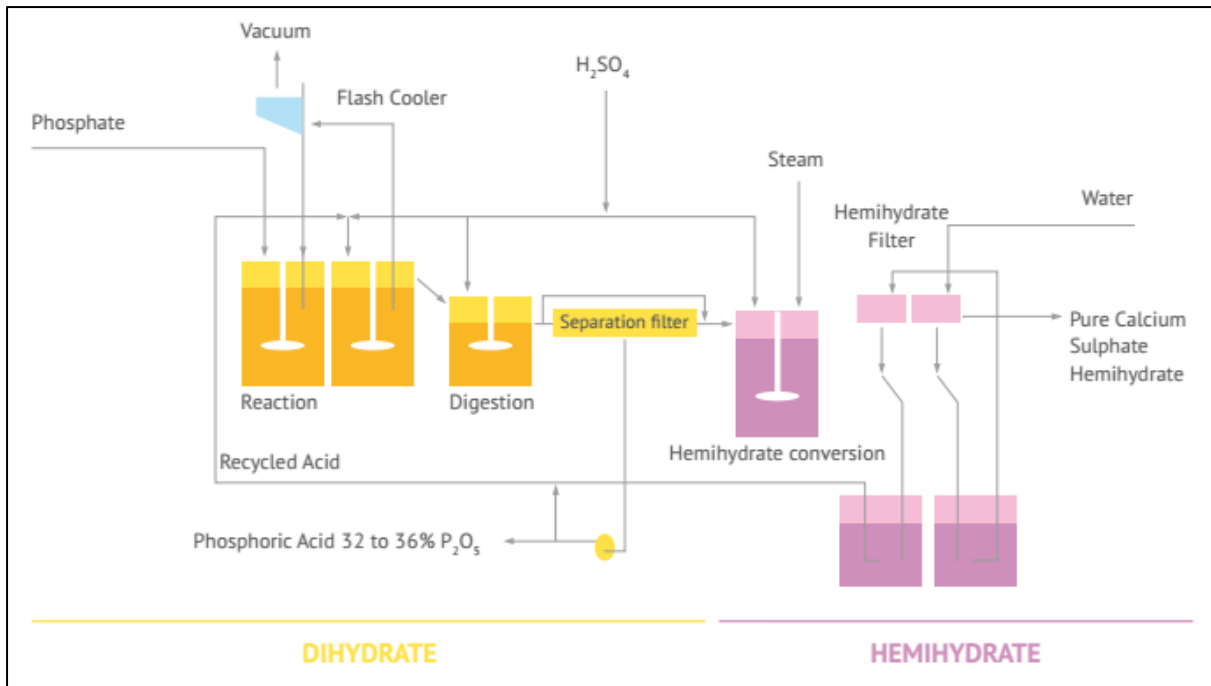 Vacuum
H₂SO₄
Flash Cooler
Phosphate
Steam
Water
Hemihydrate
Filter
Separation filter
Pure Calcium
Sulphate
Hemihydrate
Reaction
Digestion
Hemihydrate conversion
Recycled Acid
Phosphoric Acid 32 to 36% P₂O₅
DIHYDRATE
HEMIHYDRATE